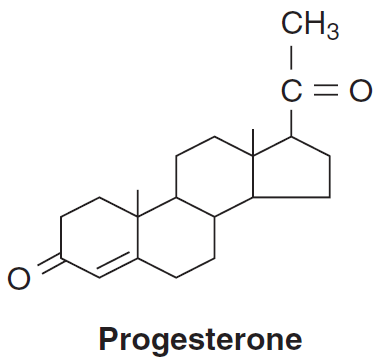 CH₃
C=O
O
Progesterone